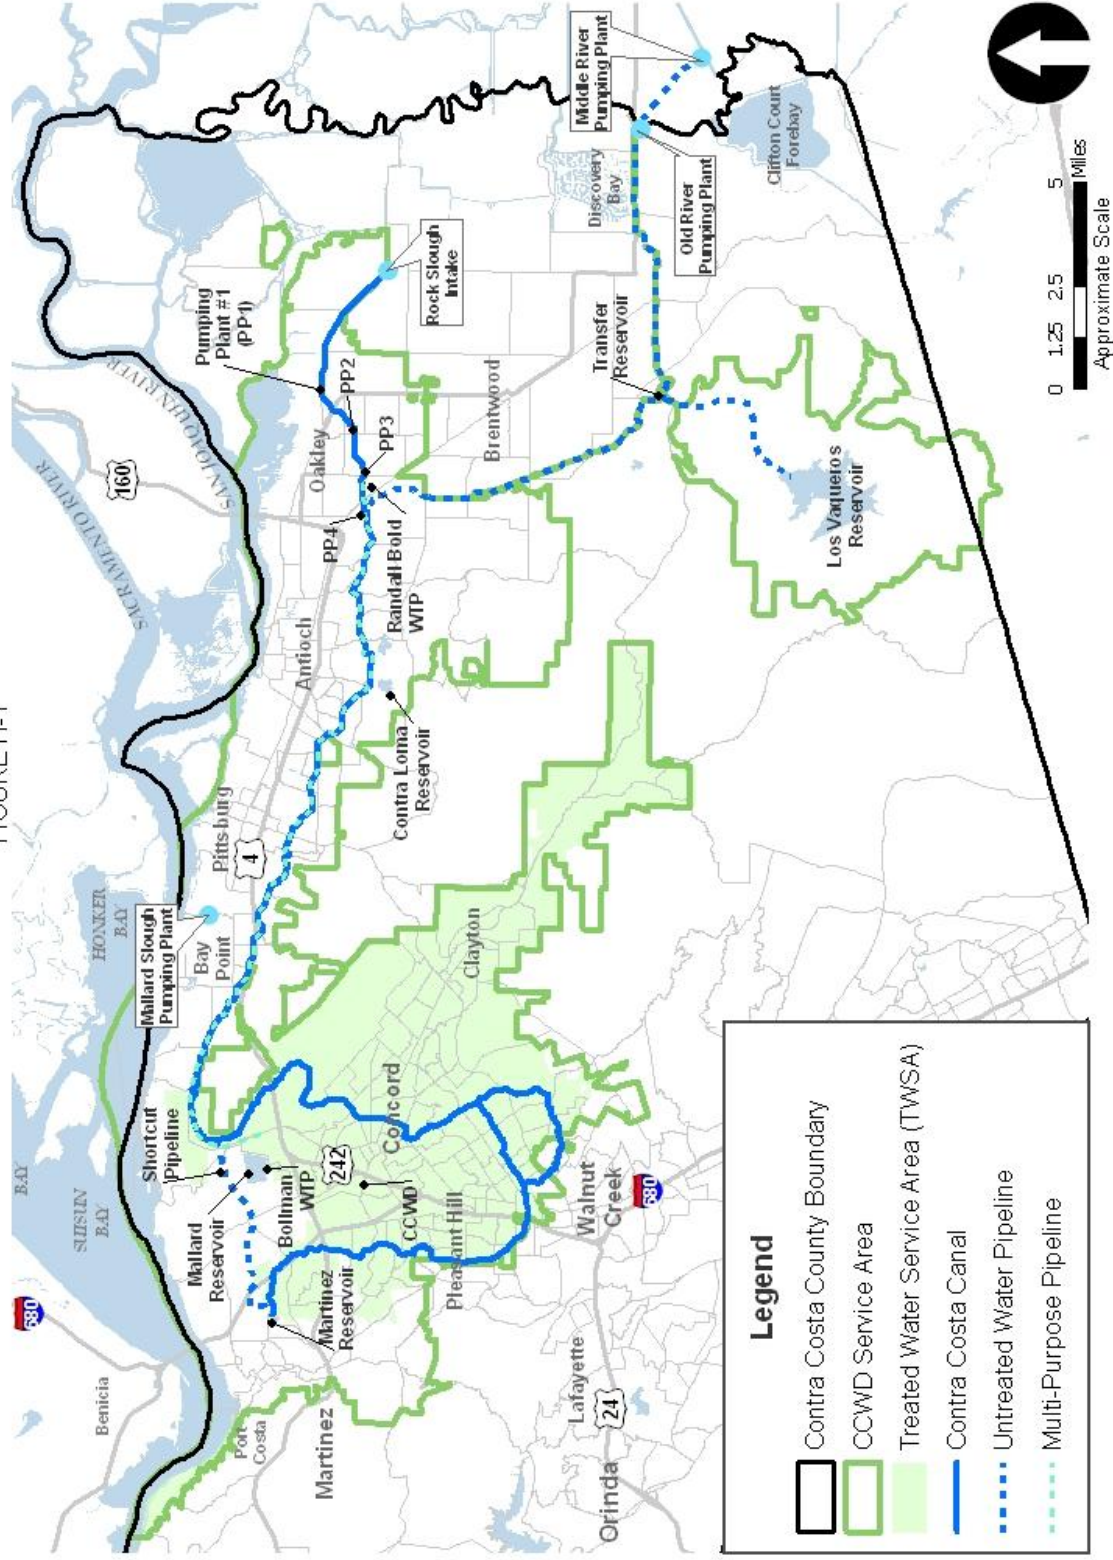 BAY
SUISUN
BAY
HONKER
BAY
SACRAMENTO RIVER
SAN JOAQUIN RIVER
680
160
Benicia
Port
Costa
Martinez
Martinez
Reservoir
Mallard
Reservoir
Shortcut
Pipeline
Bollman
WTP
242
CCWD
Concord
Pleasant Hill
Walnut
Creek
680
Lafayette
24
Orinda
Clayton
Mallard Slough
Pumping Plant
Bay
Point
Pittsburg
4
Antioch
Contra Loma
Reservoir
Randall-Bold
WTP
PP4
PP3
PP2
Oakley
Pumping
Plant #1
(PP1)
Rock Slough
Intake
Brentwood
Transfer
Reservoir
Los Vaqueros
Reservoir
Discovery
Bay
Old River
Pumping Plant
Middle River
Pumping Plant
Clifton Court
Forebay
0 1.25 2.5 5
Miles
Approximate Scale
Legend
Contra Costa County Boundary
CCWD Service Area
Treated Water Service Area (TWSA)
Contra Costa Canal
Untreated Water Pipeline
Multi-Purpose Pipeline